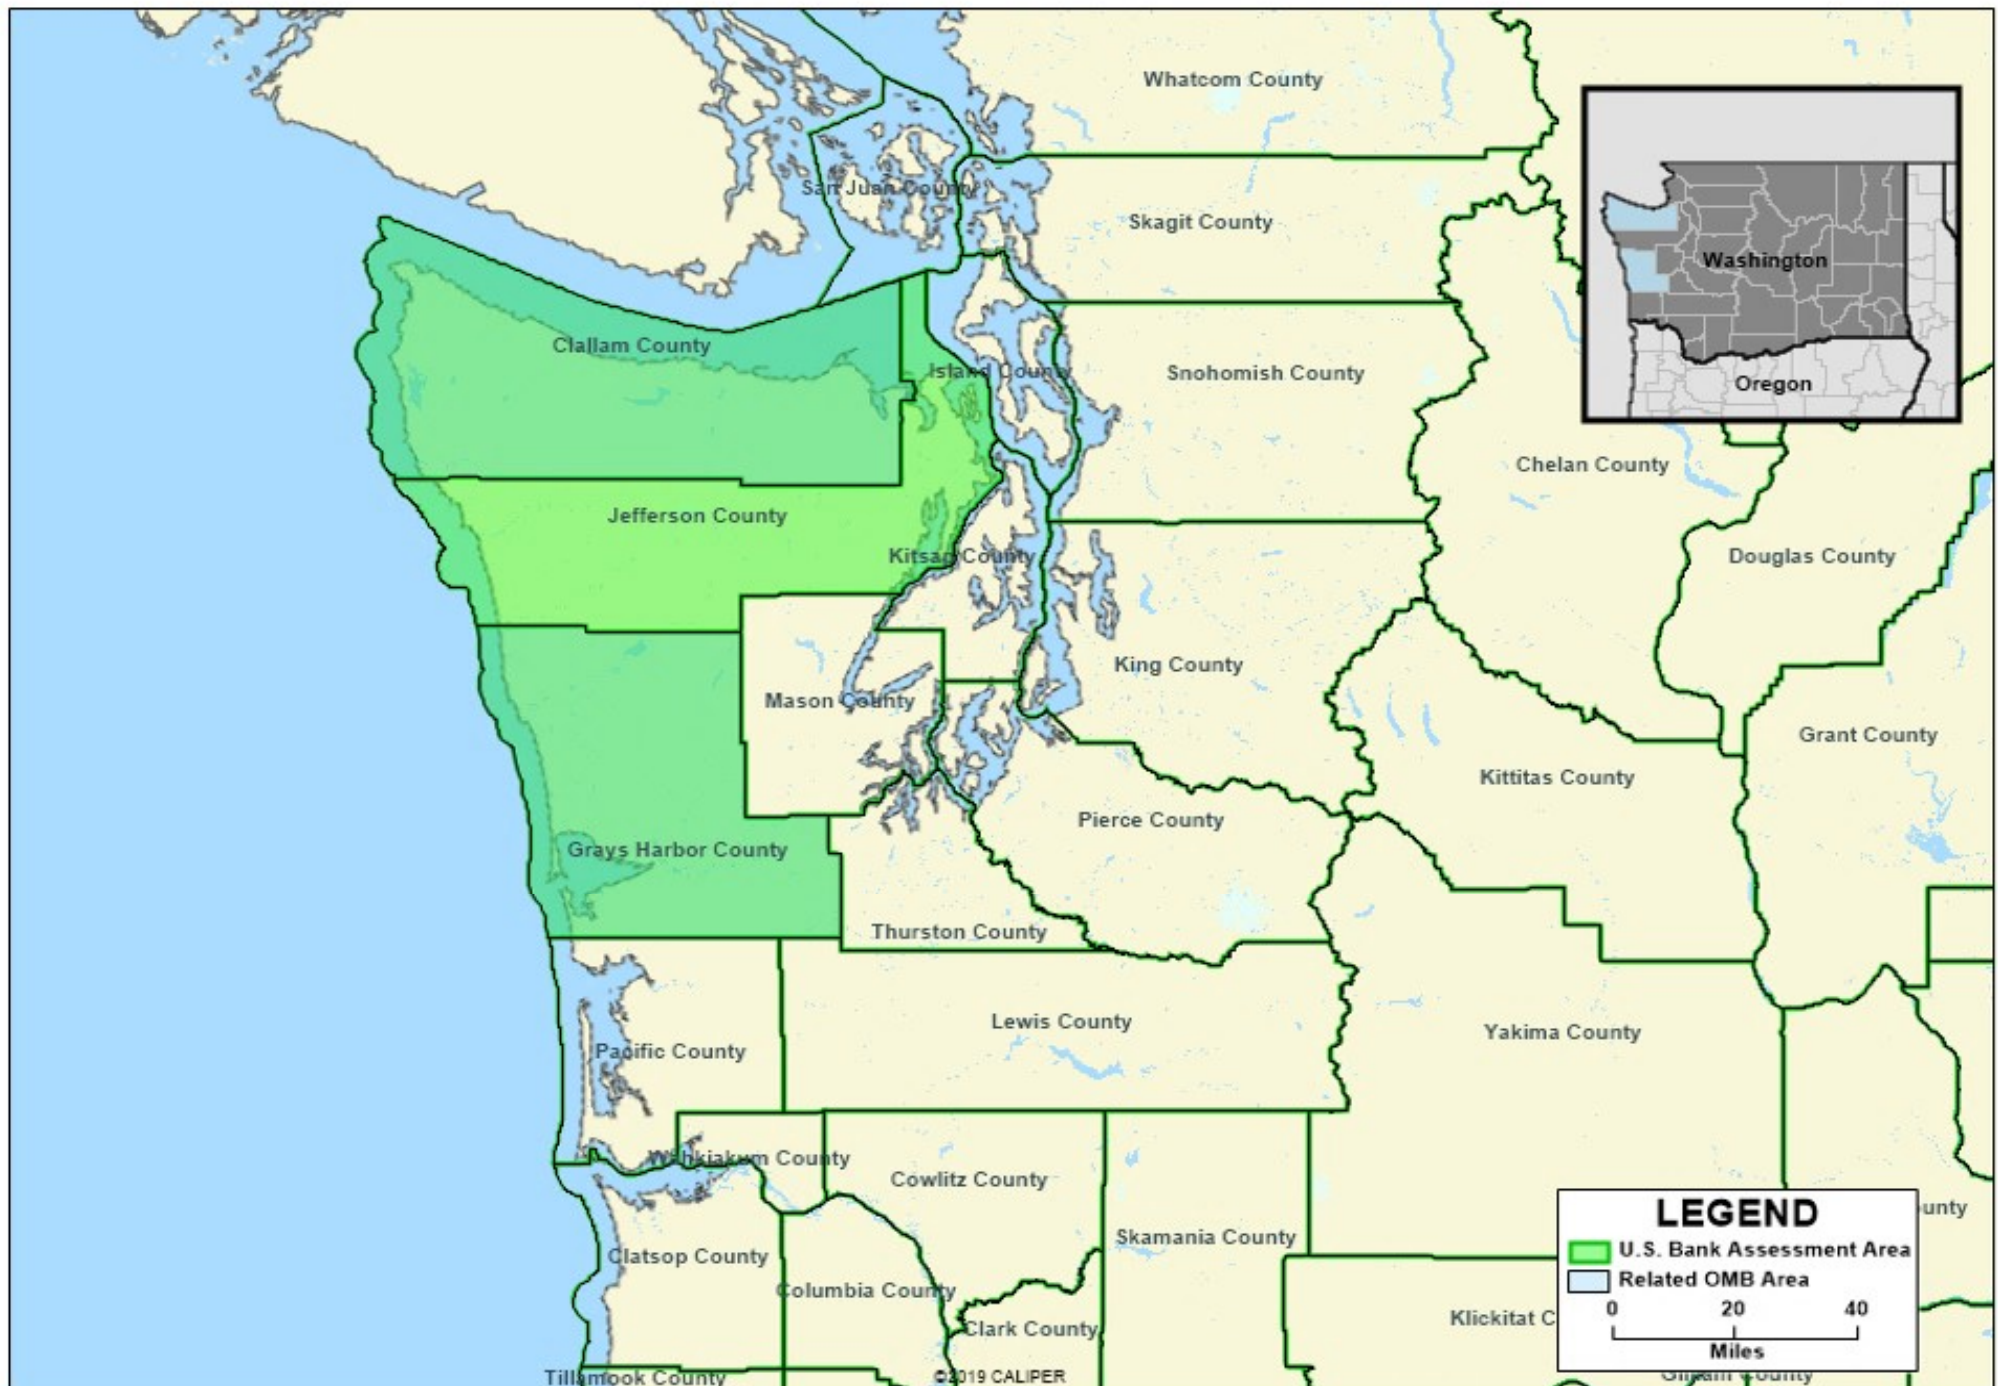 Whatcom County
San Juan County
Skagit County
Washington
Oregon
Clallam County
Island County
Snohomish County
Chelan County
Jefferson County
Kitsap County
Douglas County
King County
Mason County
Grant County
Kittitas County
Pierce County
Grays Harbor County
Thurston County
Lewis County
Yakima County
Pacific County
Wahkiakum County
Cowlitz County
Skamania County
Clatsop County
Columbia County
Clark County
Klickitat C
unty
LEGEND
U.S. Bank Assessment Area
Related OMB Area
0 20 40
Miles
Tillamook County
©2019 CALIPER